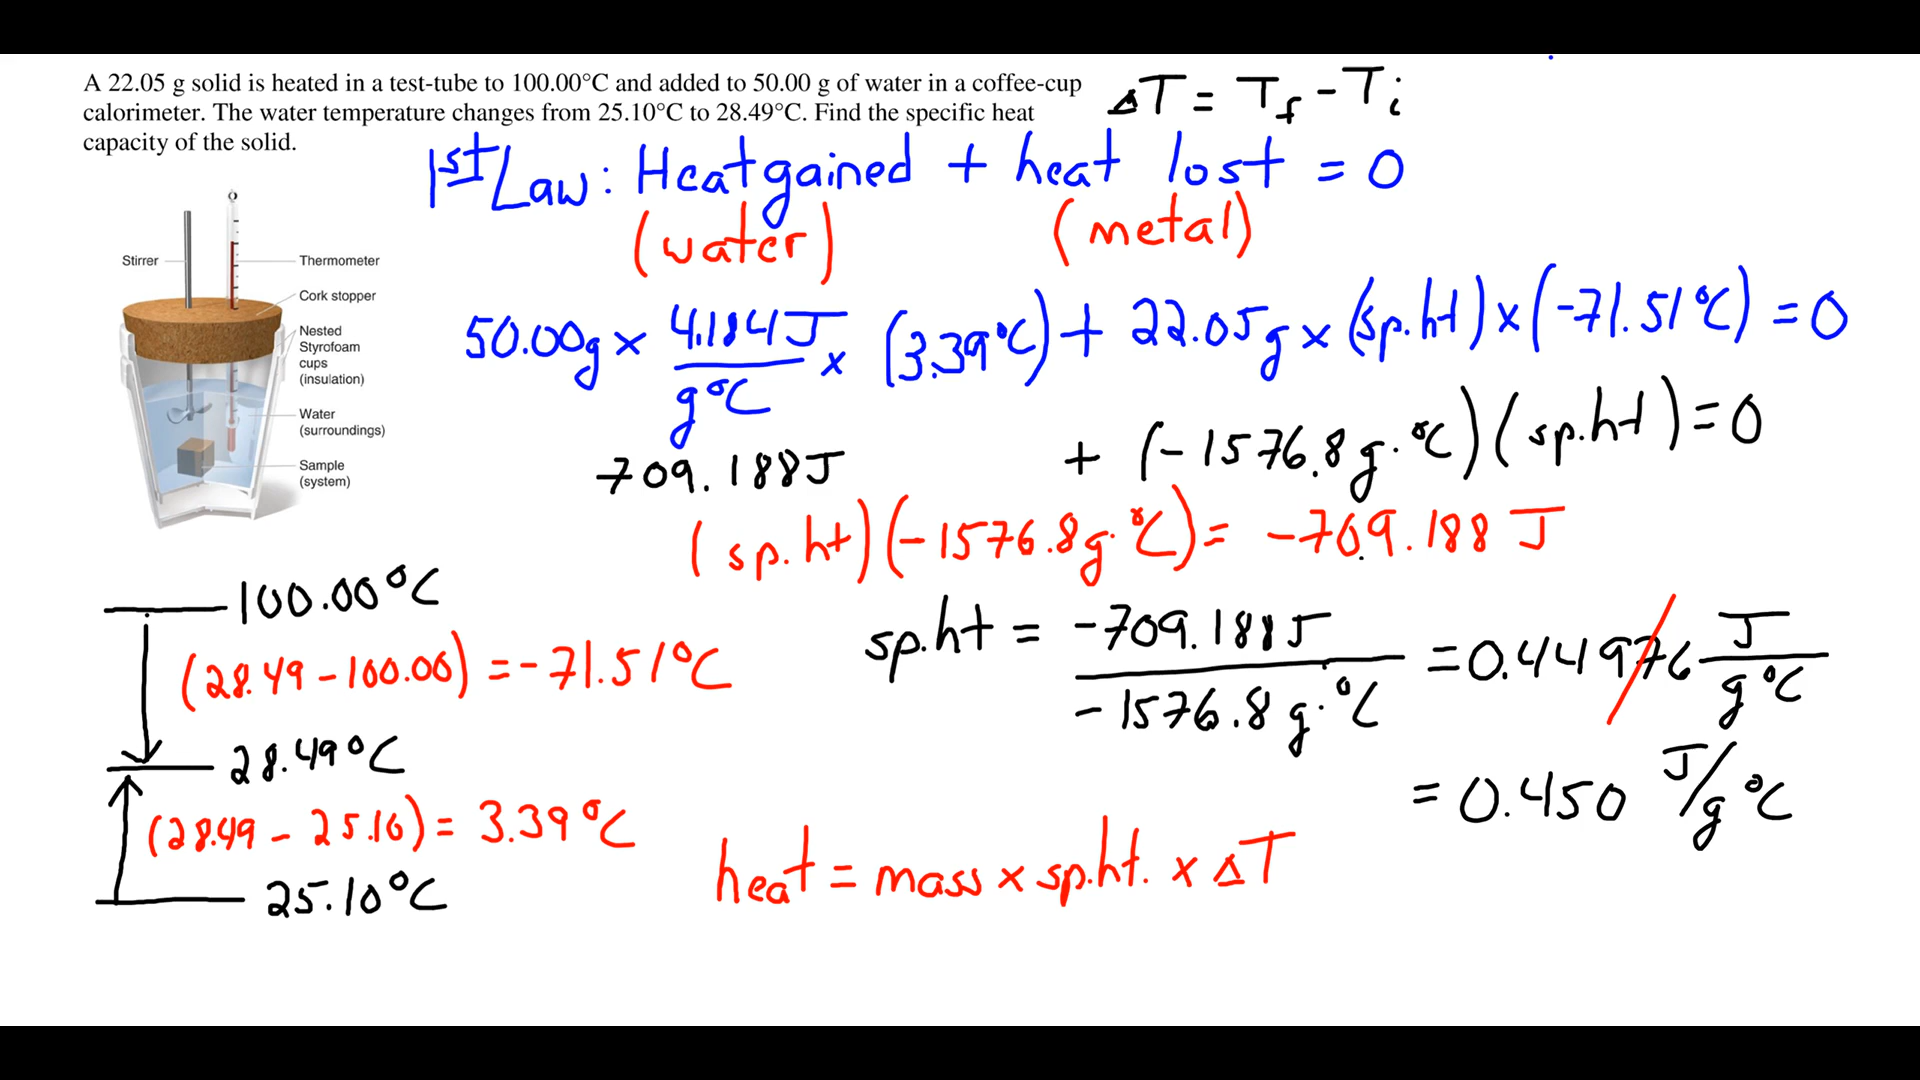 A 22.05 g solid is heated in a test-tube to 100.00°C and added to 50.00 g of water in a coffee-cup
calorimeter. The water temperature changes from 25.10°C to 28.49°C. Find the specific heat
capacity of the solid.
ΔT = Tf - Ti
1st Law: Heat gained + heat lost = 0
(water) (metal)
Stirrer
Thermometer
Cork stopper
Nested
Styrofoam
cups
(insulation)
Water
(surroundings)
Sample
(system)
50.00g × 4.184J/g°C × (3.39°C) + 22.05g × (sp.ht) × (-71.51°C) = 0
709.188J + (-1576.8g·°C)(sp.ht) = 0
(sp.ht)(-1576.8g·°C) = -709.188 J
sp.ht = -709.188J / -1576.8g·°C = 0.44976 J/g°C
= 0.450 J/g°C
100.00°C
(28.49 - 100.00) = -71.51°C
28.49°C
(28.49 - 25.10) = 3.39°C
25.10°C
heat = mass × sp.ht. × ΔT